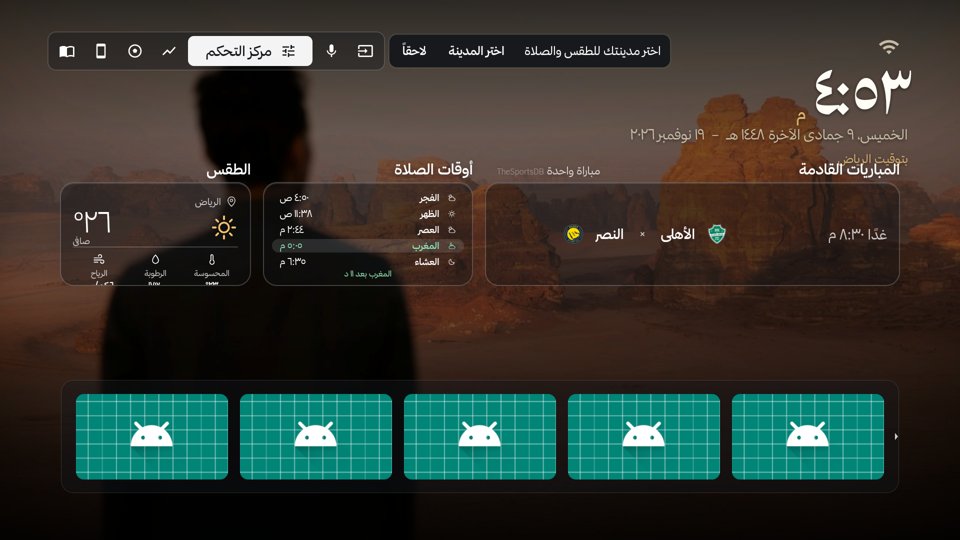 اختر مدينتك للطقس والصلاة
اختر المدينة
لاحقاً
مركز التحكم
٤:٥٣
م
الخميس، ٩ جمادى الآخرة ١٤٤٨ هـ – ١٩ نوفمبر ٢٠٢٦
بتوقيت الرياض
المباريات القادمة
مباراة واحدة TheSportsDB
غدًا ٨:٣٠ م
الأهلى × النصر
أوقات الصلاة
الفجر ٤:٥٠ ص
الظهر ١١:٣٨ ص
العصر ٢:٤٤ م
المغرب ٥:٠٥ م
العشاء ٦:٣٥ م
المغرب بعد ١١ د
الطقس
الرياض
٢٦°
صافٍ
المحسوسة
الرطوبة
الرياح